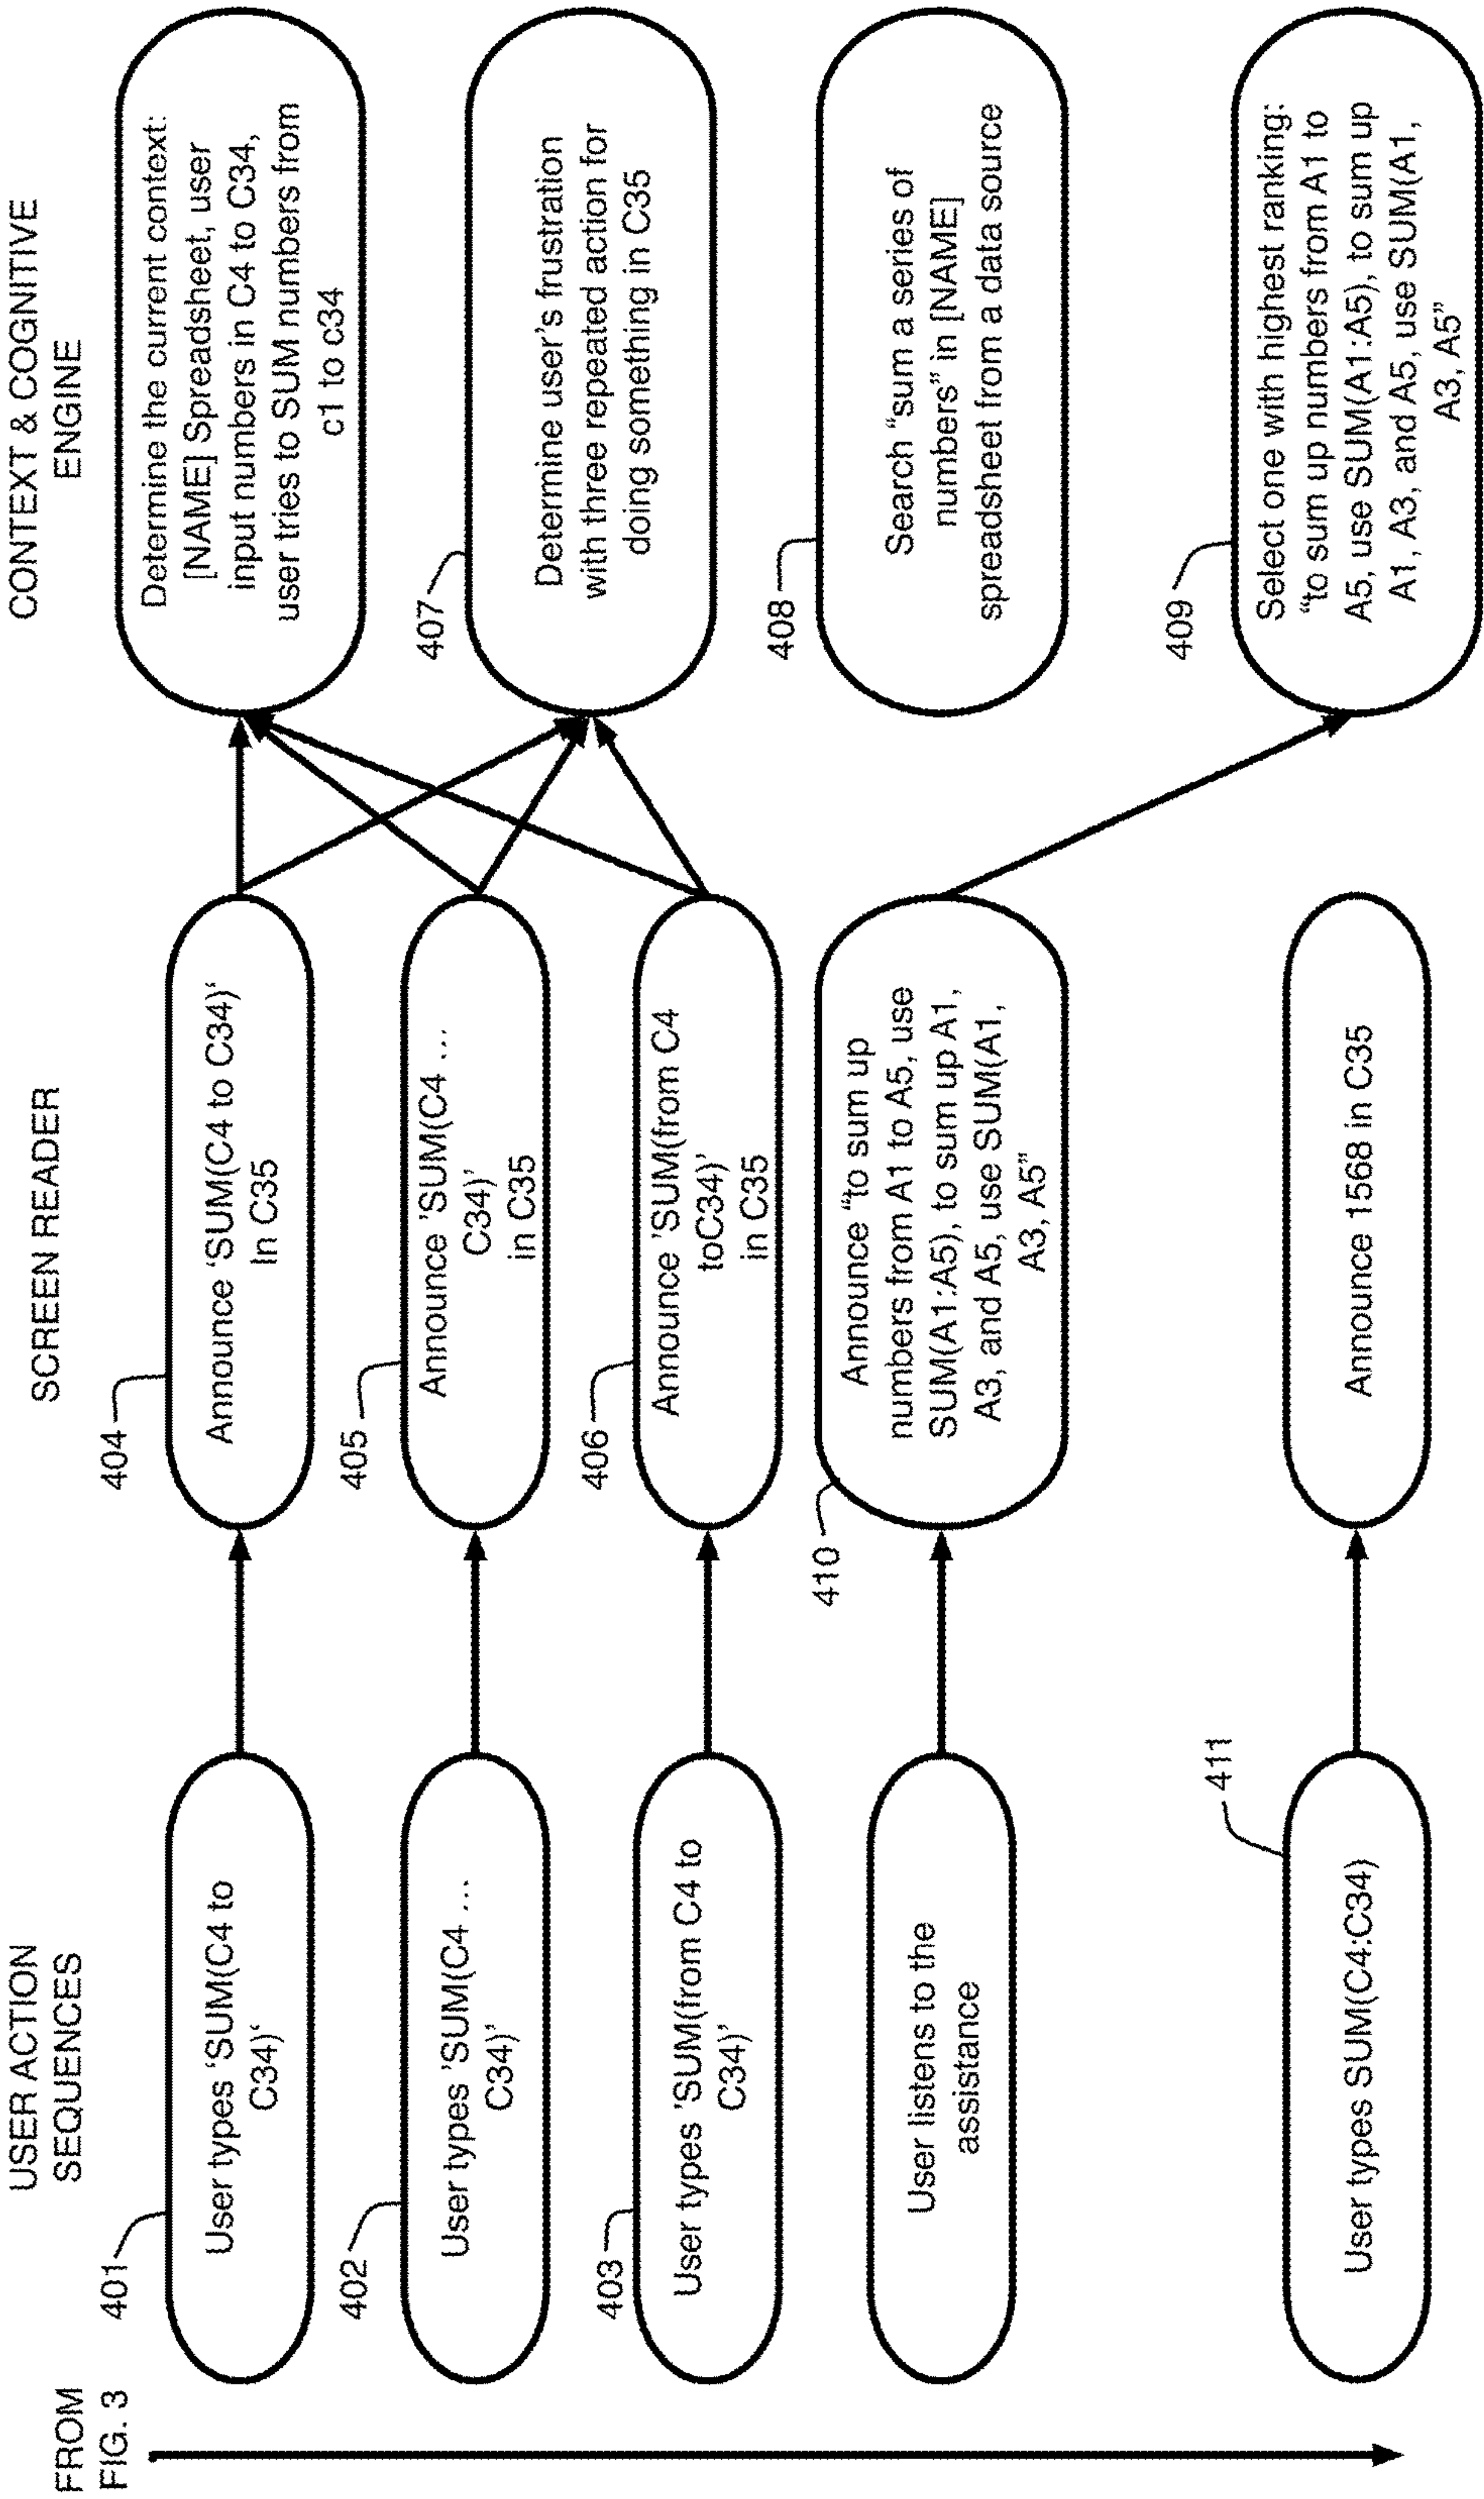 FROM
FIG. 3
USER ACTION
SEQUENCES
SCREEN READER
CONTEXT & COGNITIVE
ENGINE
401
User types ‘SUM(C4 to
C34)‘
404
Announce ‘SUM(C4 to C34)‘
In C35
Determine the current context:
[NAME] Spreadsheet, user
input numbers in C4 to C34,
user tries to SUM numbers from
c1 to c34
402
User types ’SUM(C4 ...
C34)’
405
Announce ’SUM(C4 ...
C34)’
in C35
407
Determine user's frustration
with three repeated action for
doing something in C35
403
User types ’SUM(from C4 to
C34)’
406
Announce ’SUM(from C4
toC34)’
in C35
User listens to the
assistance
410
Announce “to sum up
numbers from A1 to A5, use
SUM(A1:A5), to sum up A1,
A3, and A5, use SUM(A1,
A3, A5”
408
Search “sum a series of
numbers” in [NAME]
spreadsheet from a data source
411
User types SUM(C4:C34)
Announce 1568 in C35
409
Select one with highest ranking:
“to sum up numbers from A1 to
A5, use SUM(A1:A5), to sum up
A1, A3, and A5, use SUM(A1,
A3, A5”